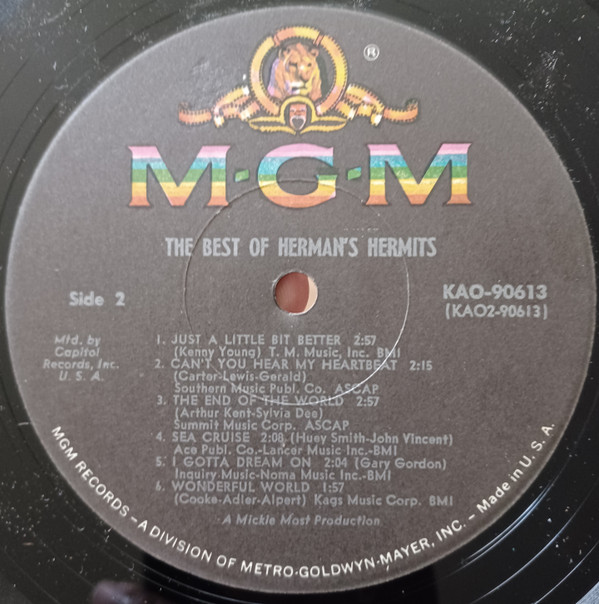 ®
M·G·M
THE BEST OF HERMAN'S HERMITS
Side 2
KAO-90613
(KAO2-90613)
Mfd. by
Capitol
Records, Inc.
U. S. A.
1. JUST A LITTLE BIT BETTER 2:57
(Kenny Young) T. M. Music, Inc. BMI
2. CAN'T YOU HEAR MY HEARTBEAT 2:15
(Carter-Lewis-Gerald)
Southern Music Publ. Co. ASCAP
3. THE END OF THE WORLD 2:57
(Arthur Kent-Sylvia Dee)
Summit Music Corp. ASCAP
4. SEA CRUISE 2:08 (Huey Smith-John Vincent)
Ace Publ. Co.-Lancer Music Inc.-BMI
5. I GOTTA DREAM ON 2:04 (Gary Gordon)
Inquiry Music-Noma Music Inc.-BMI
6. WONDERFUL WORLD 1:57
(Cooke-Adler-Alpert) Kags Music Corp. BMI
A Mickie Most Production
MGM RECORDS – A DIVISION OF METRO-GOLDWYN-MAYER, INC. – Made in U. S. A.